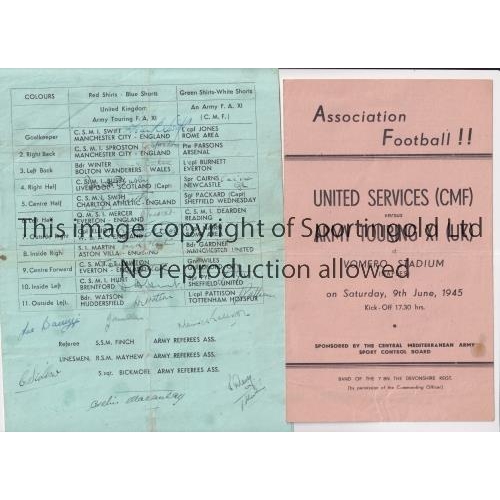 COLOURS
Red Shirts - Blue Shorts
Green Shirts-White Shorts
United Kingdom
Army Touring F. A. XI
An Army F. A. XI
(C. M. F.)
Goalkeeper
C. S. M. I. SWIFT
MANCHESTER CITY - ENGLAND
L'cpl JONES
ROME AREA
2. Right Back
C. S. M. I. SPROSTON
MANCHESTER CITY - ENGLAND
Pte PARSONS
ARSENAL
3. Left Back
Bdr WINTER
BOLTON WANDERERS - WALES
L'cpl BURNETT
EVERTON
4. Right Half
C. S. M. I. BUSBY
LIVERPOOL - SCOTLAND (Capt)
Spr CAIRNS
NEWCASTLE
5. Centre Half
C. S. M. I. SMITH
CHARLTON ATHLETIC - ENGLAND
Sgt PACKARD (Capt)
SHEFFIELD WEDNESDAY
Q. M. S. I. MERCER
EVERTON - ENGLAND
C. S. M. I. DEARDEN
READING
8. Inside Right
S. I. MARTIN
ASTON VILLA - ENGLAND
Bdr GARDNER
MANCHESTER UNITED
9. Centre Forward
EVERTON - ENGLAND
10. Inside Left
C. S. M. I. HUNT
BRENTFORD
SHEFFIELD UNITED
11. Outside Left
Bdr. WATSON
HUDDERSFIELD
L'cpl PATTISON
TOTTENHAM HOTSPUR
Referee S.S.M. FINCH ARMY REFEREES ASS.
LINESMEN, R.S.M. MAYHEW ARMY REFEREES ASS.
S sgt. BICKMORE ARMY REFEREES ASS.
Association
Football !!
UNITED SERVICES (CMF)
versus
ARMY TOURING XI (UK)
VOMERO STADIUM
on Saturday, 9th June, 1945
Kick-Off 17.30 hrs.
SPONSORED BY THE CENTRAL MEDITERRANEAN ARMY
SPORT CONTROL BOARD
BAND OF THE 7 BN THE DEVONSHIRE REGT.
(by permission of the Commanding Officer)
This image copyright of Sportingold Ltd
No reproduction allowed